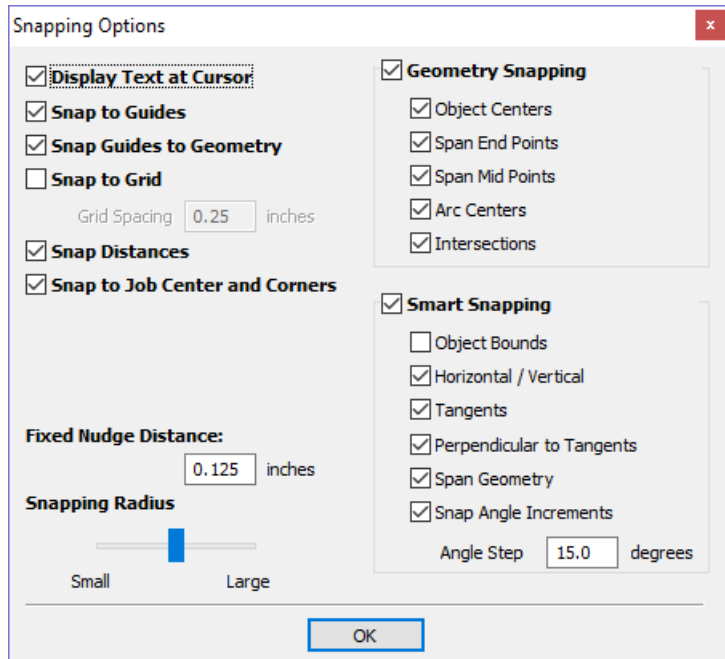 Snapping Options
x
Display Text at Cursor
Snap to Guides
Snap Guides to Geometry
Snap to Grid
Grid Spacing 0.25 inches
Snap Distances
Snap to Job Center and Corners
Fixed Nudge Distance:
0.125 inches
Snapping Radius
Small Large
Geometry Snapping
Object Centers
Span End Points
Span Mid Points
Arc Centers
Intersections
Smart Snapping
Object Bounds
Horizontal / Vertical
Tangents
Perpendicular to Tangents
Span Geometry
Snap Angle Increments
Angle Step 15.0 degrees
OK